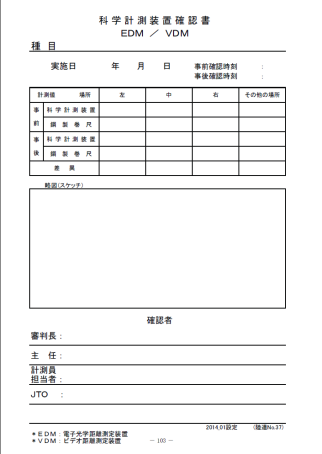 科学計測装置確認書
EDM ／ VDM
種 目
実施日 年 月 日 事前確認時刻 :
事後確認時刻 :
計測値 場所 左 中 右 その他の場所
事前 科学計測装置
鋼製巻尺
事後 科学計測装置
鋼製巻尺
差 異
略図(スケッチ)
確認者
審判長：
主 任：
計測員
担当者：
JTO ：
2014.01設定 (陸連No.37)
＊EDM：電子光学距離測定装置
＊VDM：ビデオ距離測定装置
－ 103 －